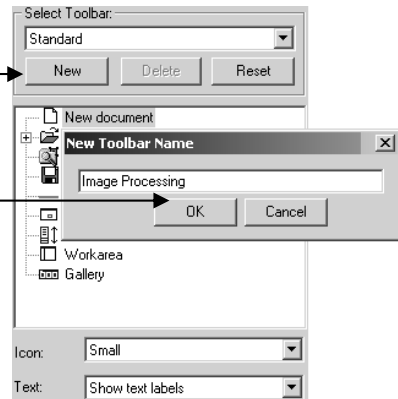 Select Toolbar:
Standard
New Delete Reset
New document
New Toolbar Name
Image Processing
OK Cancel
Workarea
Gallery
Icon: Small
Text: Show text labels